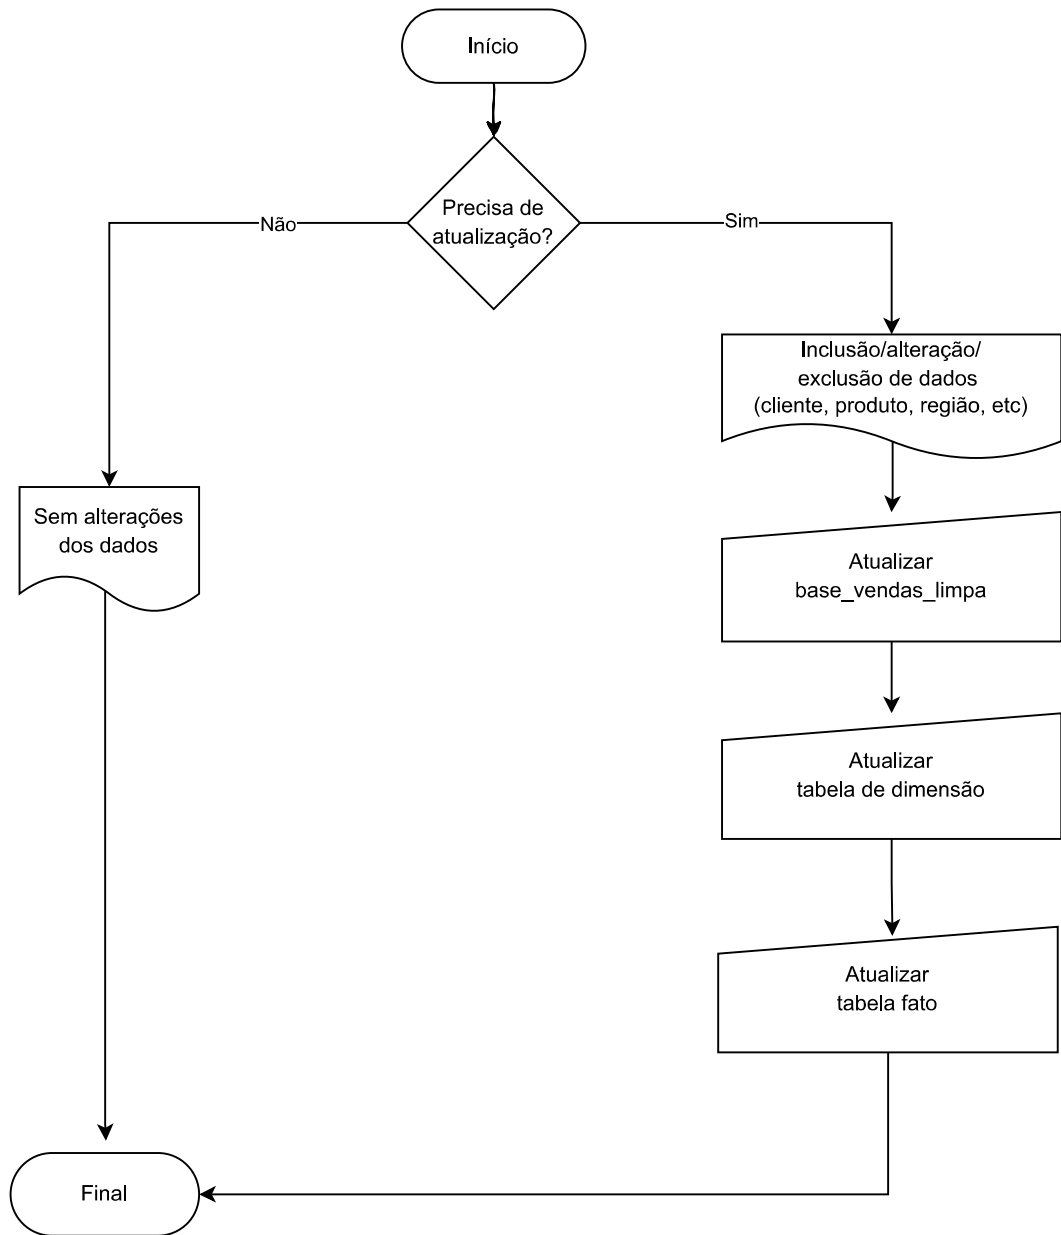 Início
Precisa de
atualização?
Não
Sim
Inclusão/alteração/
exclusão de dados
(cliente, produto, região, etc)
Sem alterações
dos dados
Atualizar
base_vendas_limpa
Atualizar
tabela de dimensão
Atualizar
tabela fato
Final